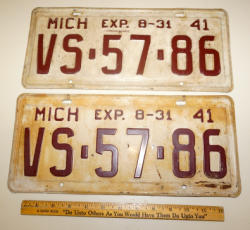 MICH EXP. 8-31 41
VS·57·86
MICH EXP. 8-31 41
VS·57·86
"Do Unto Others As You Would Have Them Do Unto You"